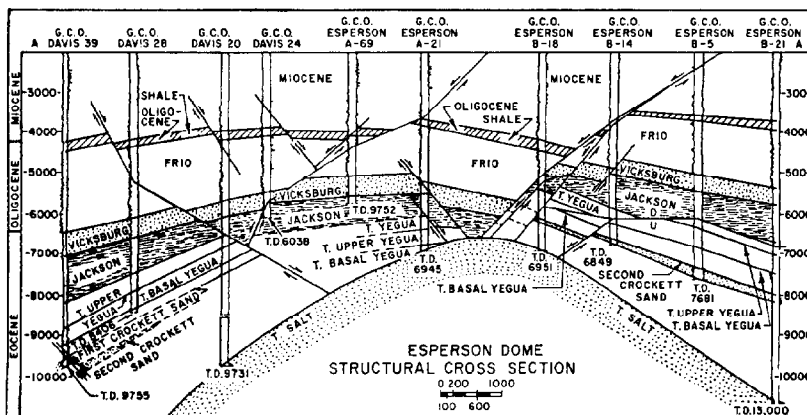 A
G.C.O.
DAVIS 39
G.C.O.
DAVIS 28
G.C.O.
DAVIS 20
G.C.O.
DAVIS 24
G.C.O.
ESPERSON
A-69
G.C.O.
ESPERSON
A-21
G.C.O.
ESPERSON
B-18
G.C.O.
ESPERSON
B-14
G.C.O.
ESPERSON
B-5
G.C.O.
ESPERSON
B-21
A
MIOCENE
OLIGOCENE
EOCENE
3000
4000
5000
6000
7000
8000
9000
10000
MIOCENE
MIOCENE
SHALE
OLIGO-
CENE
OLIGOCENE
SHALE
FRIO
FRIO
FRIO
VICKSBURG
VICKSBURG
VICKSBURG
JACKSON
JACKSON
JACKSON
D
U
T.D.9752
T.D.6038
T. YEGUA
T. UPPER YEGUA
T. BASAL YEGUA
T. YEGUA
T.D.
6945
T.D.
6951
T.D.
6849
T.D.
7681
T. BASAL YEGUA
SECOND
CROCKETT
SAND
T. UPPER YEGUA
T. BASAL YEGUA
T. UPPER
YEGUA
T. BASAL YEGUA
FIRST CROCKETT SAND
SECOND CROCKETT
SAND
T.D.9755
T.D.9731
T. SALT
T. SALT
T.D.13,000
-3000
-4000
-5000
-6000
-7000
-8000
-9000
-10000
ESPERSON DOME
STRUCTURAL CROSS SECTION
0 200 1000
100 600